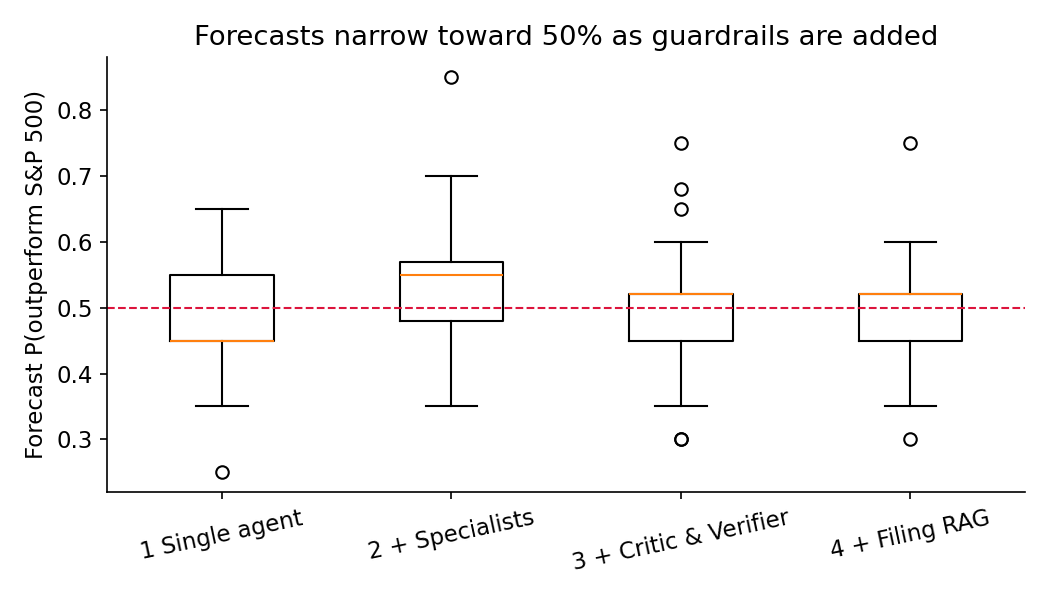 Forecasts narrow toward 50% as guardrails are added
Forecast P(outperform S&P 500)
0.8
0.7
0.6
0.5
0.4
0.3
1 Single agent
2 + Specialists
3 + Critic & Verifier
4 + Filing RAG